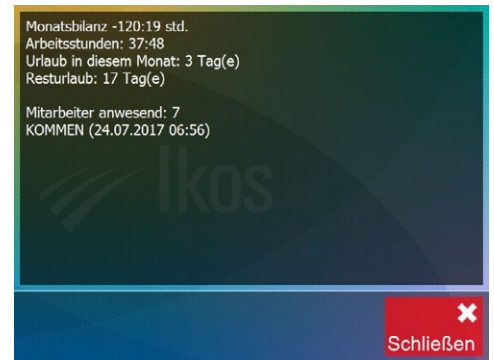 Monatsbilanz -120:19 std.
Arbeitsstunden: 37:48
Urlaub in diesem Monat: 3 Tag(e)
Resturlaub: 17 Tag(e)
Mitarbeiter anwesend: 7
KOMMEN (24.07.2017 06:56)
Ikos
Schließen